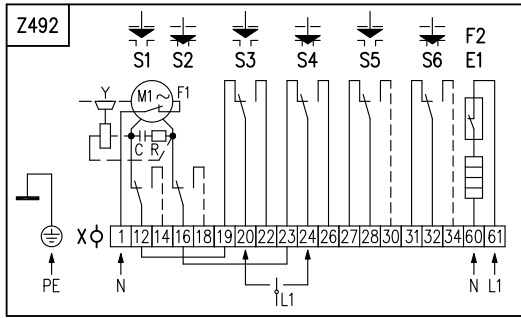 Z492
S1 S2 S3 S4 S5 S6 F2
E1
Y M1 ~ F1
C R
X 1 12 14 16 18 19 20 22 23 24 26 27 28 30 31 32 34 60 61
PE N L1 N L1